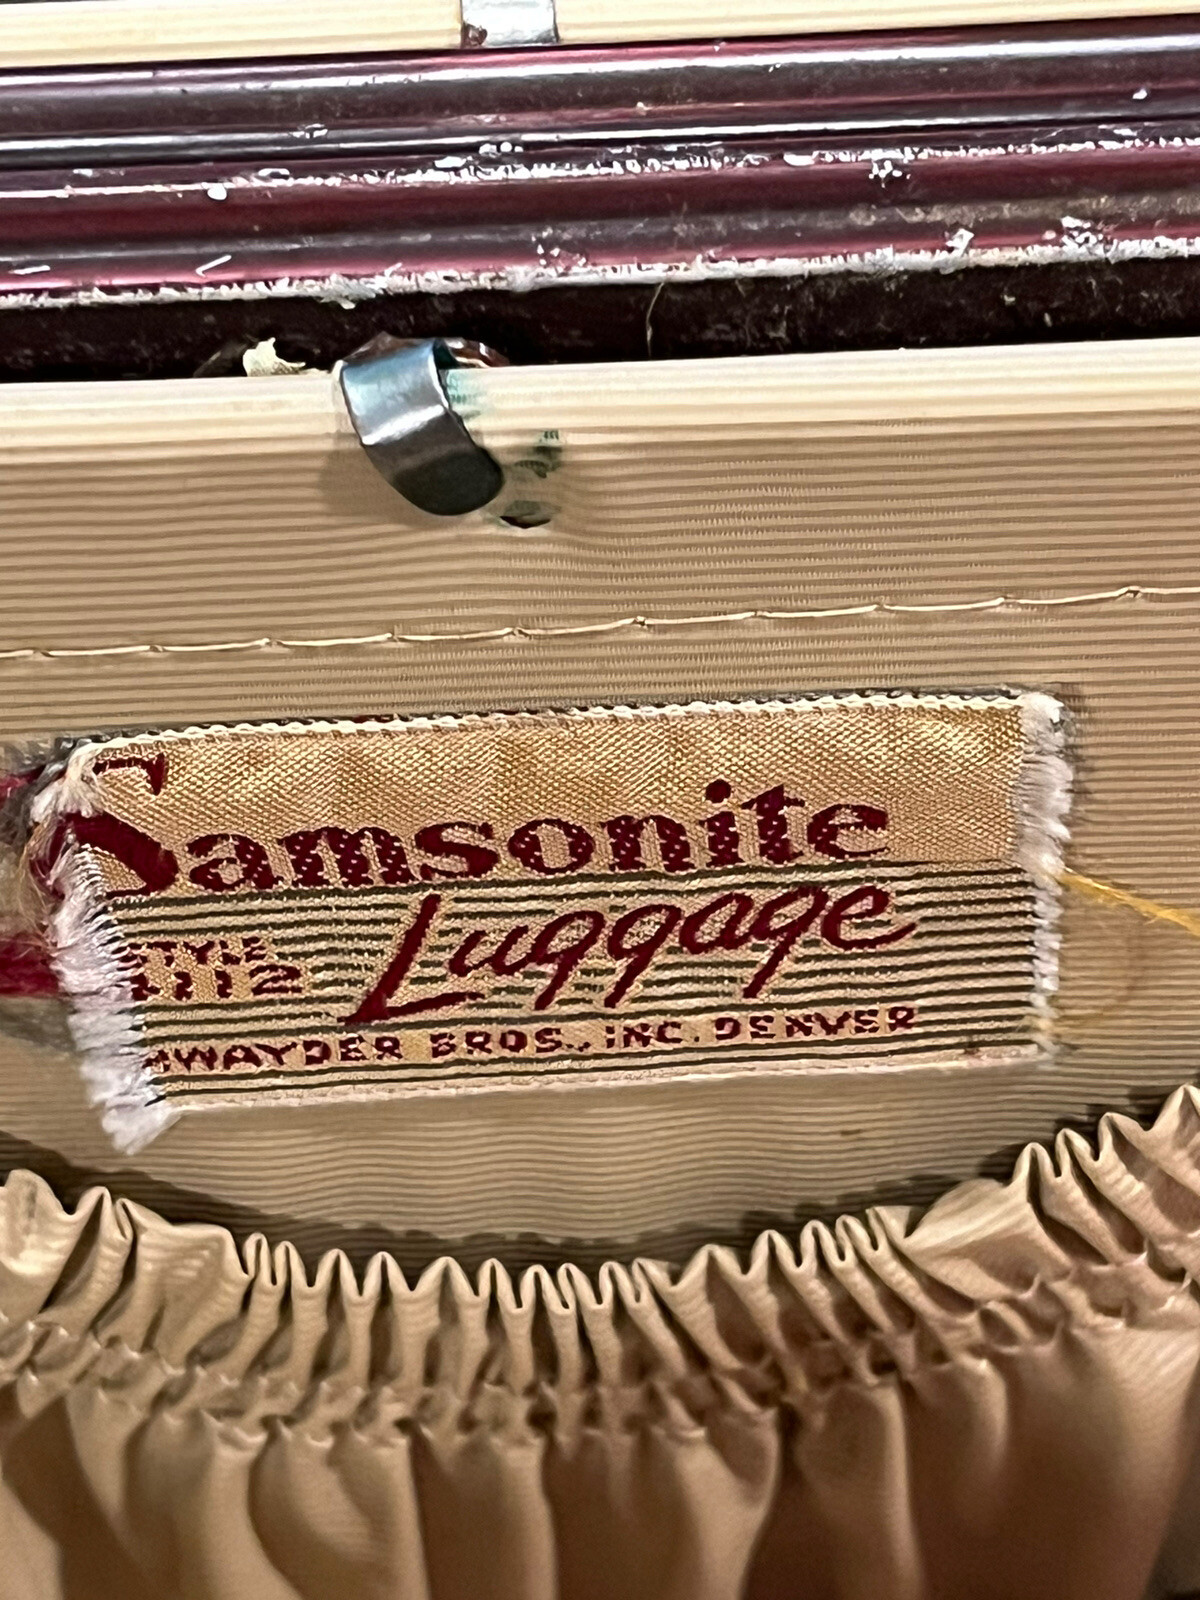 Samsonite
Luggage
STYLE
WAYDER BROS., INC. DENVER